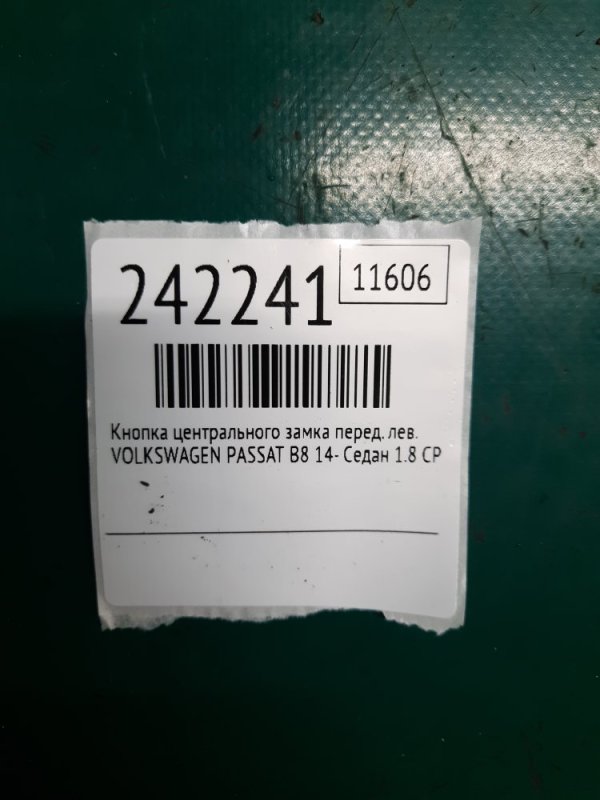 242241
11606
Кнопка центрального замка перед. лев.
VOLKSWAGEN PASSAT B8 14- Седан 1.8 CP